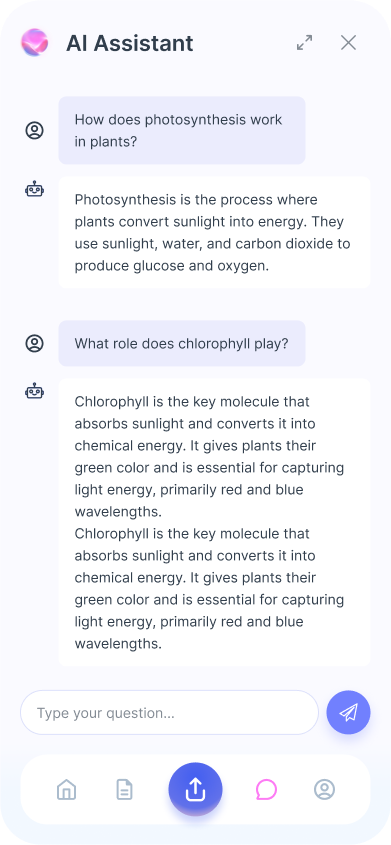 AI Assistant
How does photosynthesis work
in plants?
Photosynthesis is the process where
plants convert sunlight into energy. They
use sunlight, water, and carbon dioxide to
produce glucose and oxygen.
What role does chlorophyll play?
Chlorophyll is the key molecule that
absorbs sunlight and converts it into
chemical energy. It gives plants their
green color and is essential for capturing
light energy, primarily red and blue
wavelengths.
Chlorophyll is the key molecule that
absorbs sunlight and converts it into
chemical energy. It gives plants their
green color and is essential for capturing
light energy, primarily red and blue
wavelengths.
Type your question...